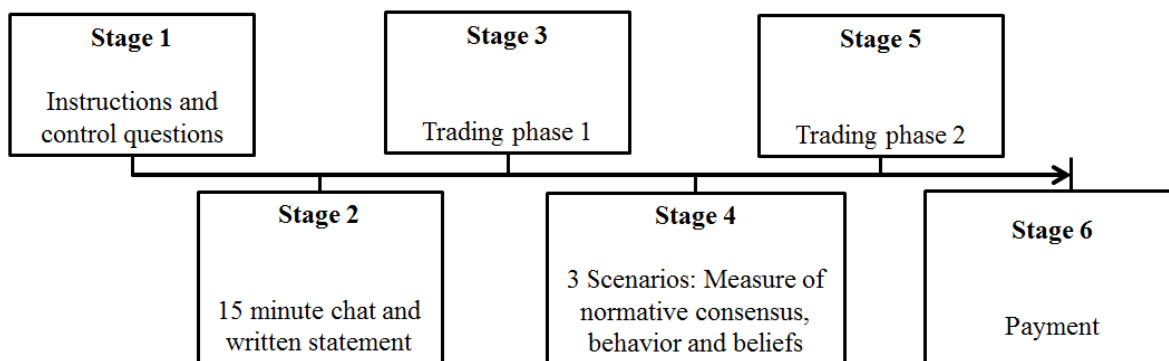 Stage 1
Instructions and
control questions
Stage 2
15 minute chat and
written statement
Stage 3
Trading phase 1
Stage 4
3 Scenarios: Measure of
normative consensus,
behavior and beliefs
Stage 5
Trading phase 2
Stage 6
Payment